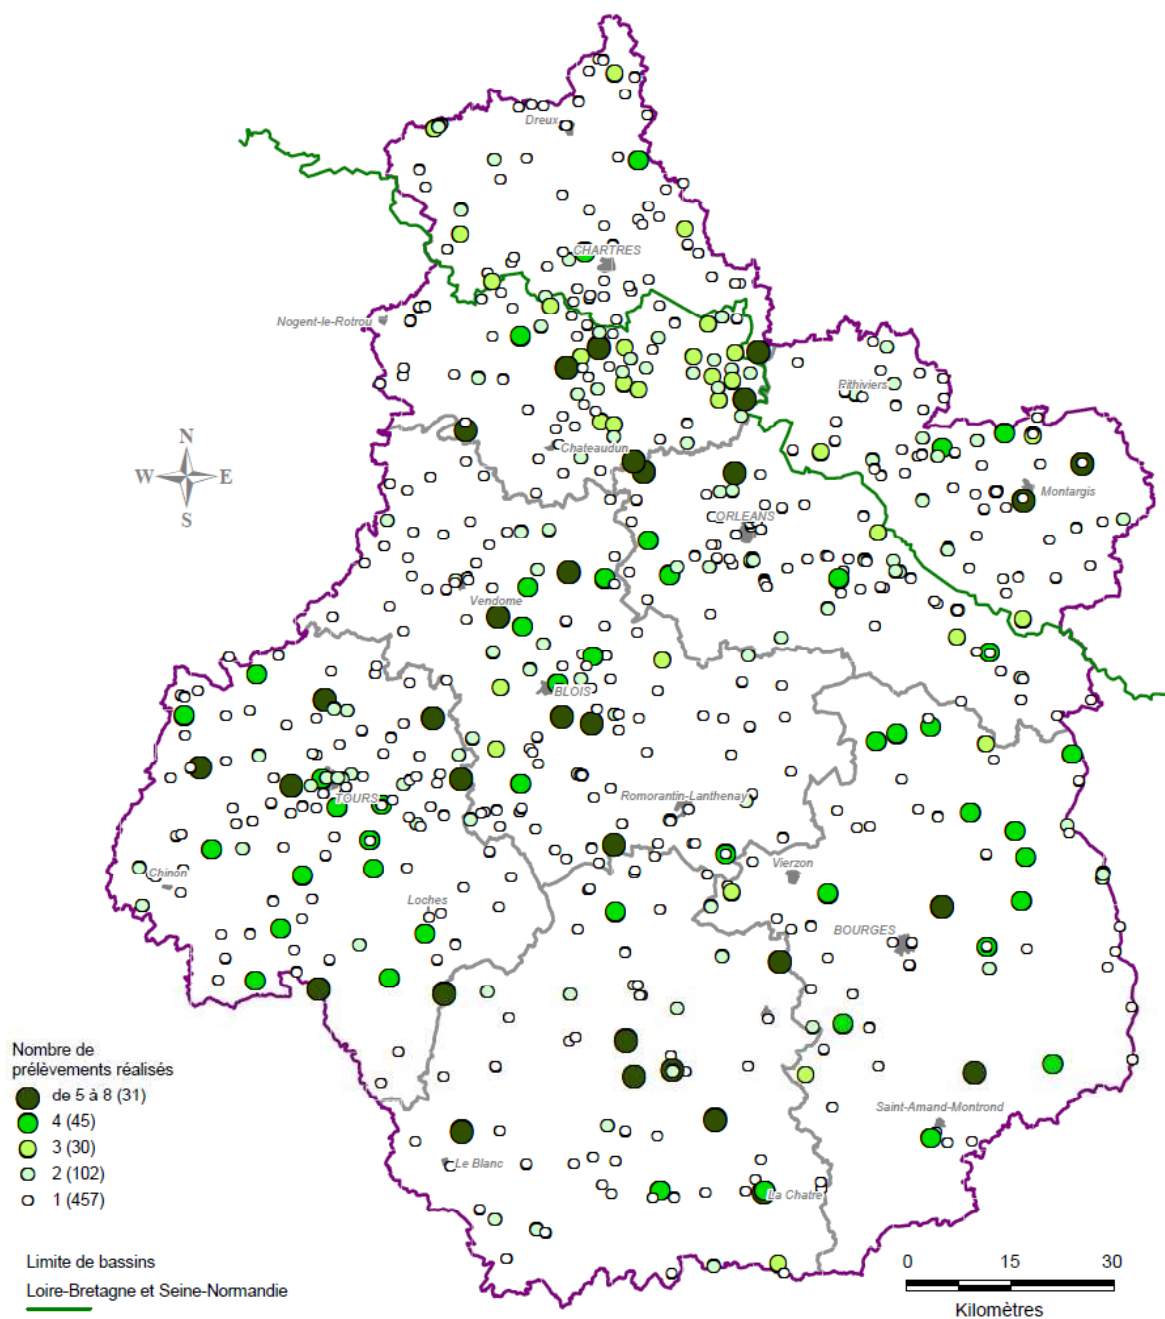 Dreux
CHARTRES
Nogent-le-Rotrou
Pithiviers
Chateaudun
N
W E
S
Montargis
ORLEANS
Vendome
BLOIS
TOURS
Romorantin-Lanthenay
Vierzon
Chinon
Loches
BOURGES
Nombre de
prélèvements réalisés
de 5 à 8 (31)
4 (45)
3 (30)
2 (102)
1 (457)
Saint-Amand-Montrond
Le Blanc
La Chatre
Limite de bassins
Loire-Bretagne et Seine-Normandie
0 15 30
Kilomètres